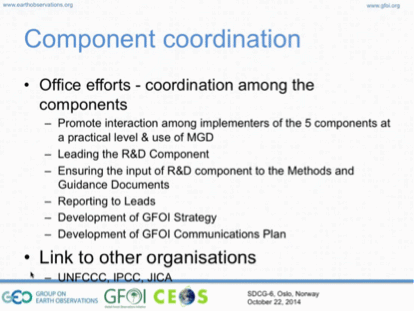 www.earthobservations.org
www.gfoi.org
Component coordination
• Office efforts - coordination among the
components
– Promote interaction among implementers of the 5 components at
a practical level & use of MGD
– Leading the R&D Component
– Ensuring the input of R&D component to the Methods and
Guidance Documents
– Reporting to Leads
– Development of GFOI Strategy
– Development of GFOI Communications Plan
• Link to other organisations
– UNFCCC, IPCC, JICA
GEO GROUP ON
EARTH OBSERVATIONS
GFOI
CEOS
SDCG-6, Oslo, Norway
October 22, 2014